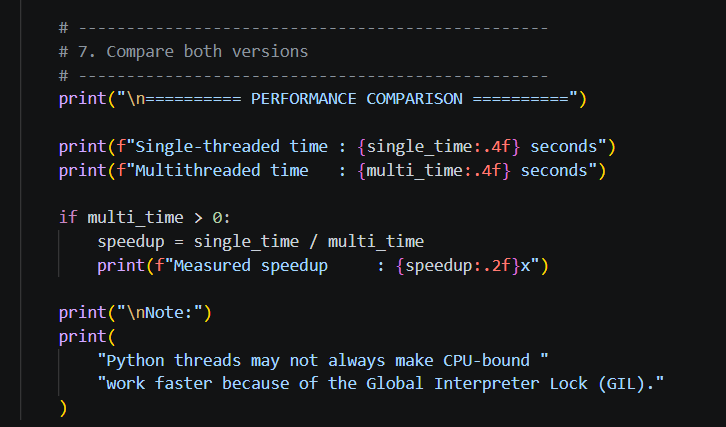 # -------------------------------------------------
# 7. Compare both versions
# -------------------------------------------------
print("\n========== PERFORMANCE COMPARISON ==========")
print(f"Single-threaded time : {single_time:.4f} seconds")
print(f"Multithreaded time   : {multi_time:.4f} seconds")
if multi_time > 0:
    speedup = single_time / multi_time
    print(f"Measured speedup     : {speedup:.2f}x")
print("\nNote:")
print(
    "Python threads may not always make CPU-bound "
    "work faster because of the Global Interpreter Lock (GIL)."
)